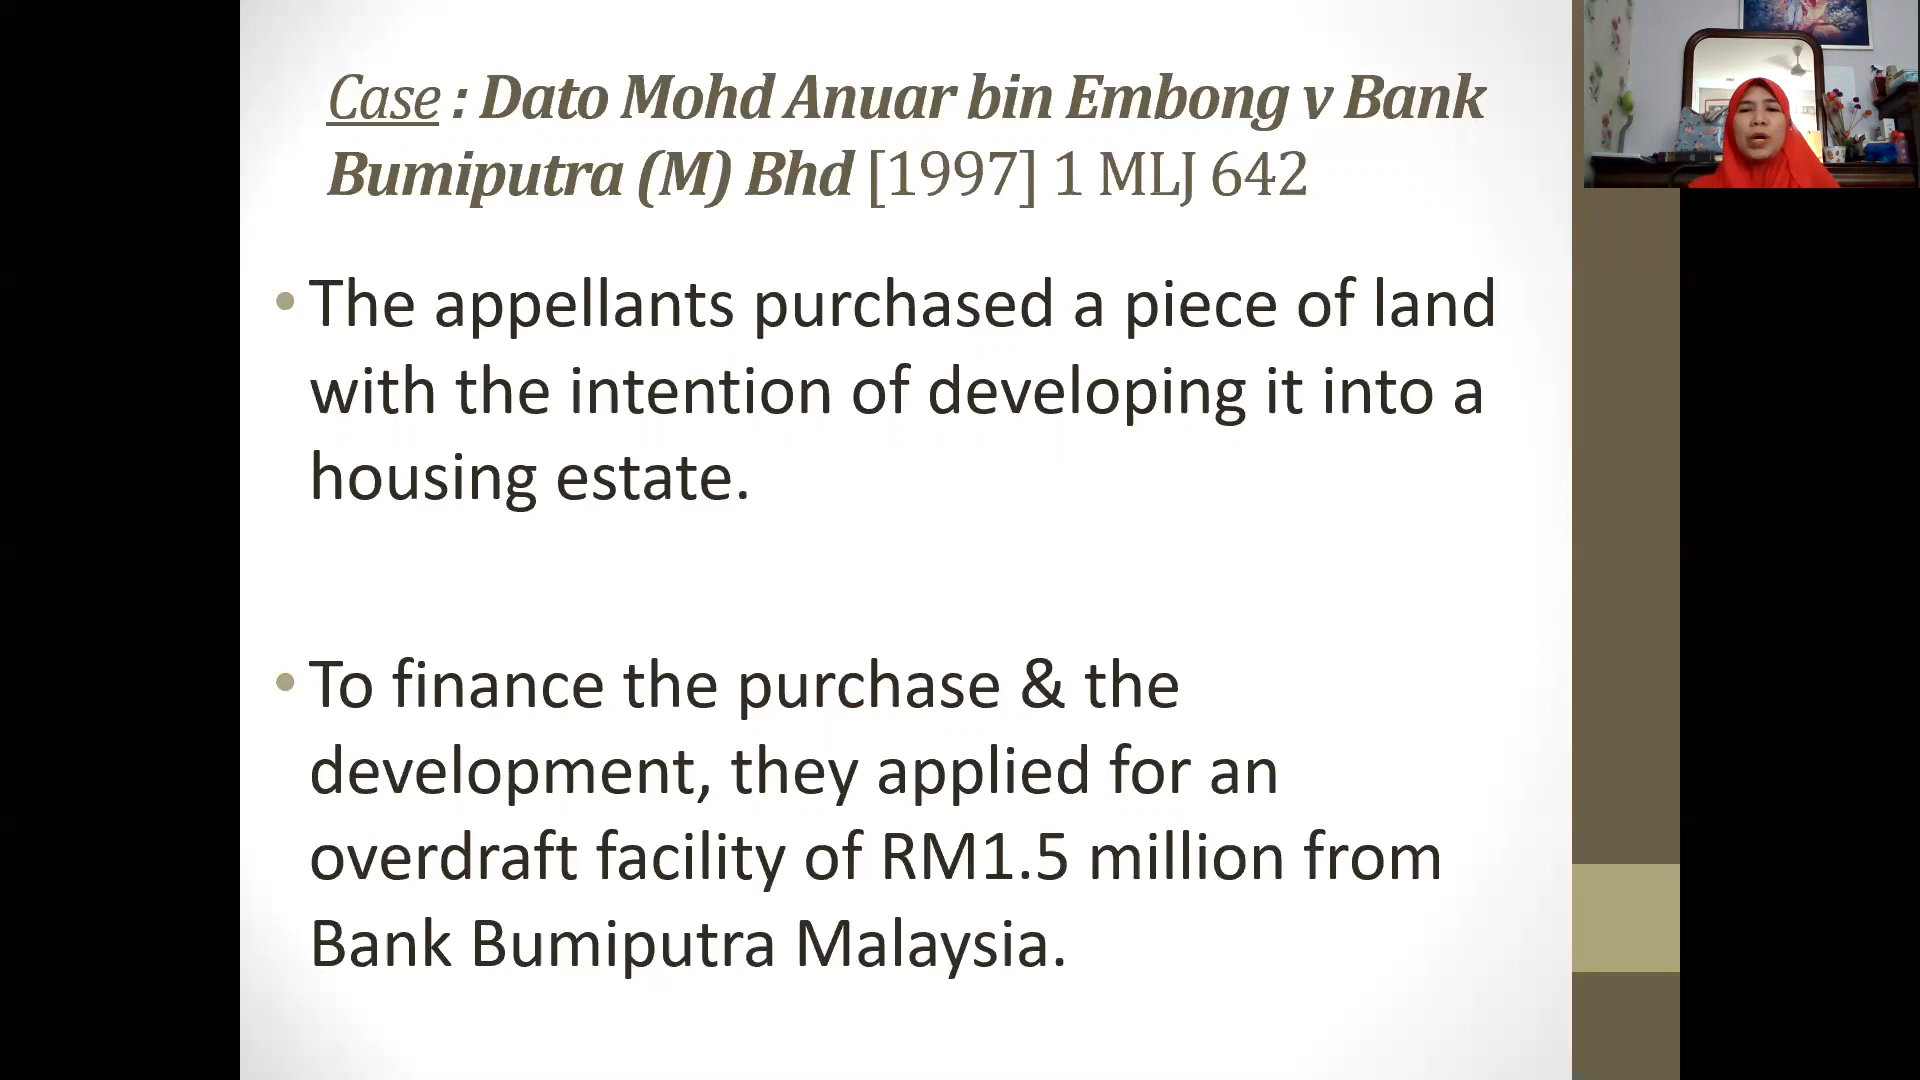 Case : Dato Mohd Anuar bin Embong v Bank
Bumiputra (M) Bhd [1997] 1 MLJ 642
• The appellants purchased a piece of land
with the intention of developing it into a
housing estate.
• To finance the purchase & the
development, they applied for an
overdraft facility of RM1.5 million from
Bank Bumiputra Malaysia.